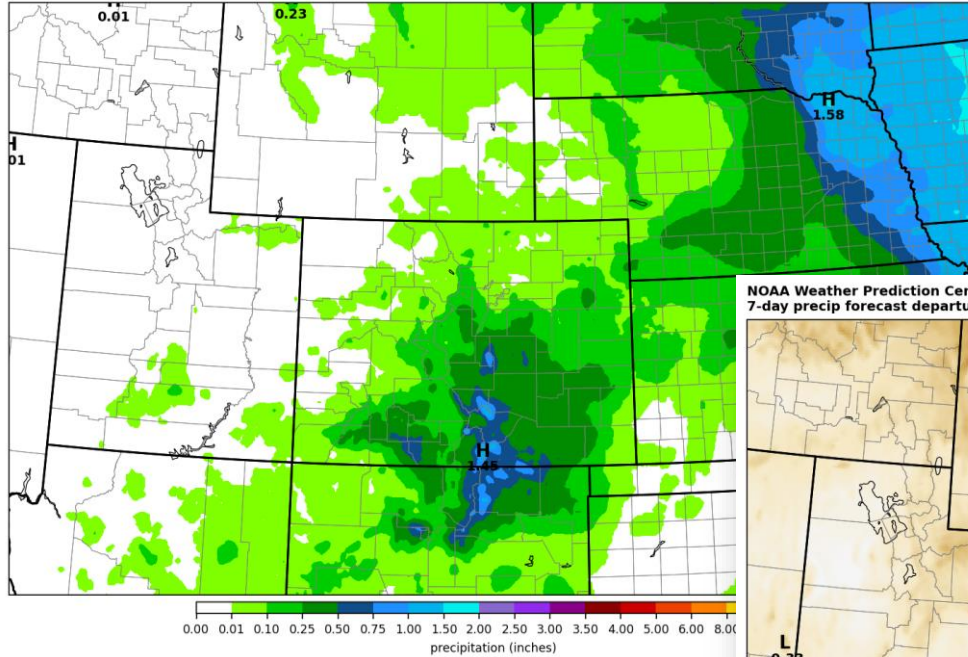 H
0.01
0.23
H
1.58
H
01
H
1.45
NOAA Weather Prediction Cen
7-day precip forecast departu
L
0.00 0.01 0.10 0.25 0.50 0.75 1.00 1.50 2.00 2.50 3.00 3.50 4.00 5.00 6.00 8.00
precipitation (inches)